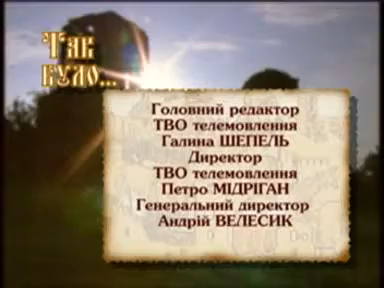 Так
було...
Головний редактор
ТВО телемовлення
Галина ШЕПЕЛЬ
Директор
ТВО телемовлення
Петро МІДРІГАН
Генеральний директор
Андрій ВЕЛЕСИК